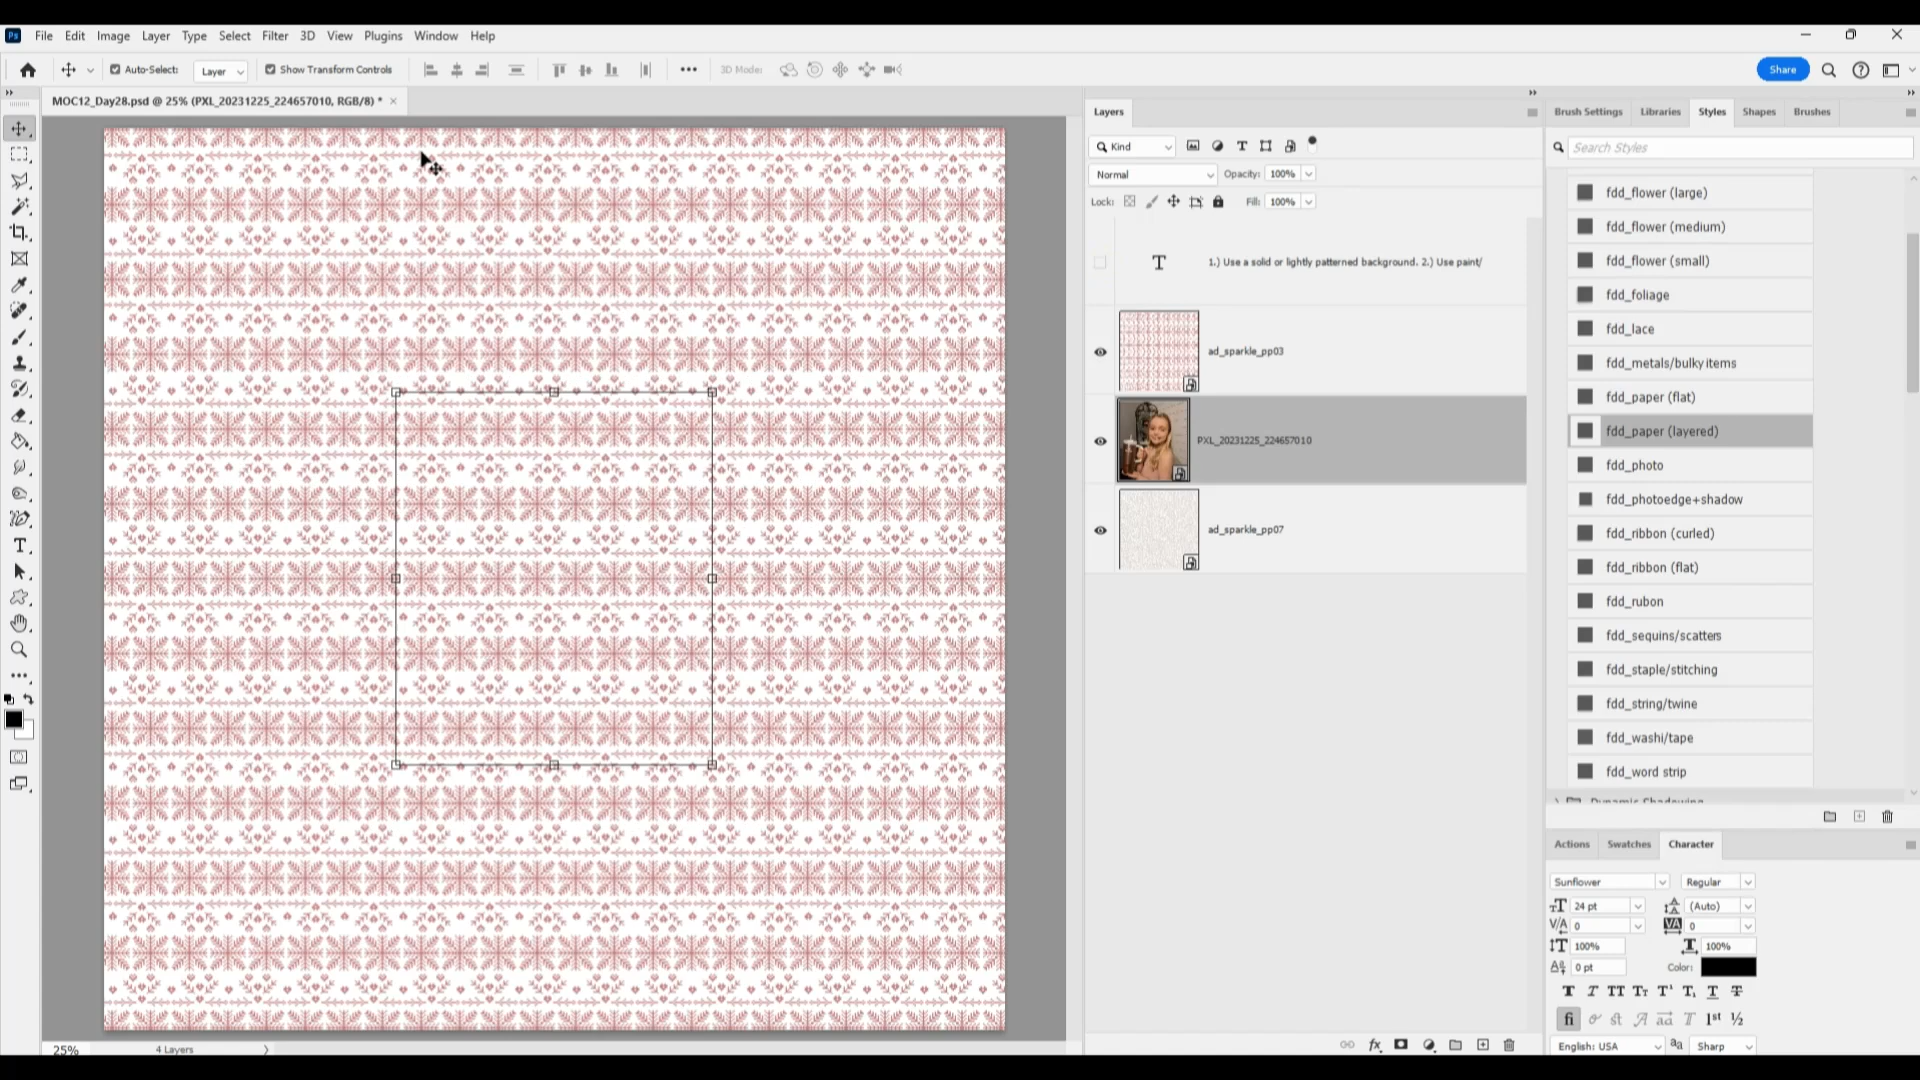 Ps File Edit Image Layer Type Select Filter 3D View Plugins Window Help
Auto-Select: Layer Show Transform Controls 3D Mode: Share
MOC12_Day28.psd @ 25% (PXL_20231225_224657010, RGB/8) *
Layers
Kind
Normal Opacity: 100%
Lock: Fill: 100%
1.) Use a solid or lightly patterned background. 2.) Use paint/
ad_sparkle_pp03
PXL_20231225_224657010
ad_sparkle_pp07
Brush Settings Libraries Styles Shapes Brushes
Search Styles
fdd_flower (large)
fdd_flower (medium)
fdd_flower (small)
fdd_foliage
fdd_lace
fdd_metals/bulky items
fdd_paper (flat)
fdd_paper (layered)
fdd_photo
fdd_photoedge+shadow
fdd_ribbon (curled)
fdd_ribbon (flat)
fdd_rubon
fdd_sequins/scatters
fdd_staple/stitching
fdd_string/twine
fdd_washi/tape
fdd_word strip
Dynamic Shadowing
Actions Swatches Character
Sunflower Regular
24 pt (Auto)
0 0
100% 100%
0 pt Color:
English: USA aa Sharp
25% 4 Layers